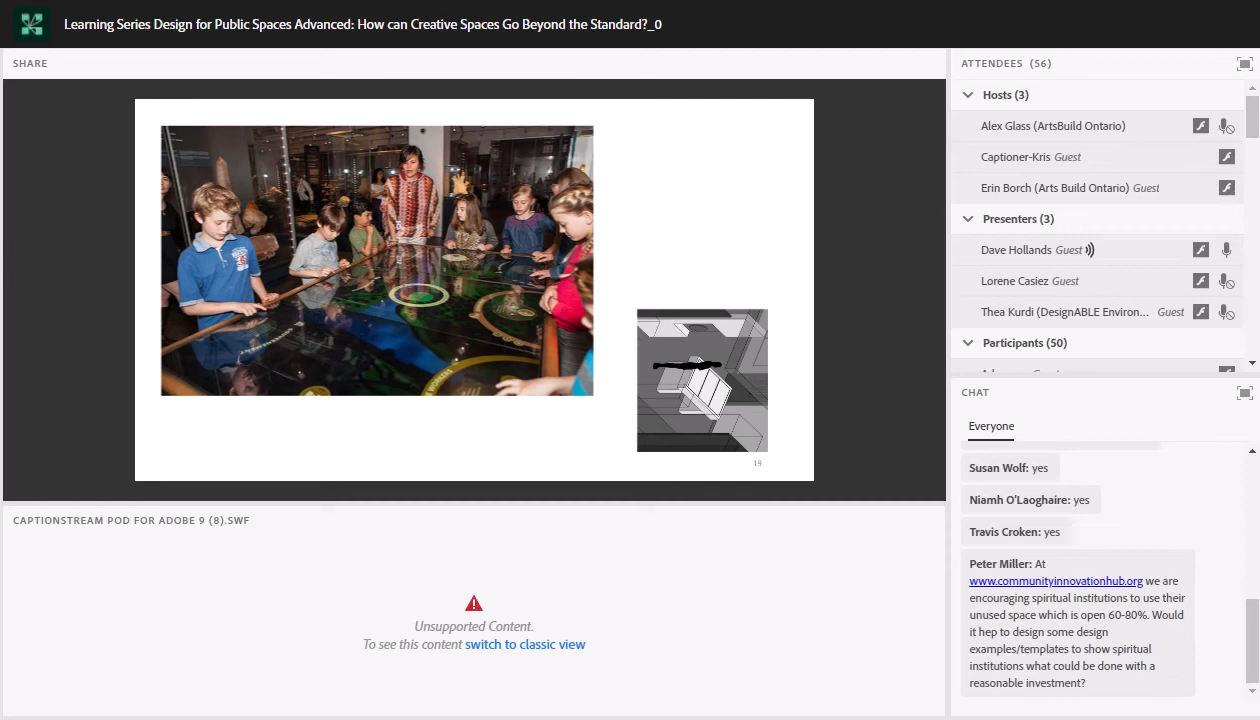 Learning Series Design for Public Spaces Advanced: How can Creative Spaces Go Beyond the Standard?_0
SHARE
19
CAPTIONSTREAM POD FOR ADOBE 9 (8).SWF
Unsupported Content.
To see this content switch to classic view
ATTENDEES (56)
Hosts (3)
Alex Glass (ArtsBuild Ontario)
Captioner-Kris Guest
Erin Borch (Arts Build Ontario) Guest
Presenters (3)
Dave Hollands Guest
Lorene Casiez Guest
Thea Kurdi (DesignABLE Environ... Guest
Participants (50)
CHAT
Everyone
Susan Wolf: yes
Niamh O'Laoghaire: yes
Travis Croken: yes
Peter Miller: At
www.communityinnovationhub.org we are
encouraging spiritual institutions to use their
unused space which is open 60-80%. Would
it hep to design some design
examples/templates to show spiritual
institutions what could be done with a
reasonable investment?